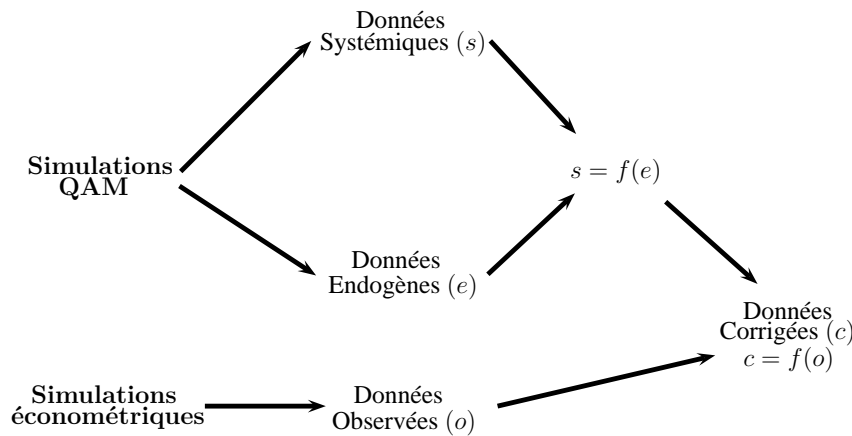 Données
Systémiques (s)
Simulations
QAM
s = f(e)
Données
Endogènes (e)
Données
Corrigées (c)
c = f(o)
Simulations
économétriques
Données
Observées (o)